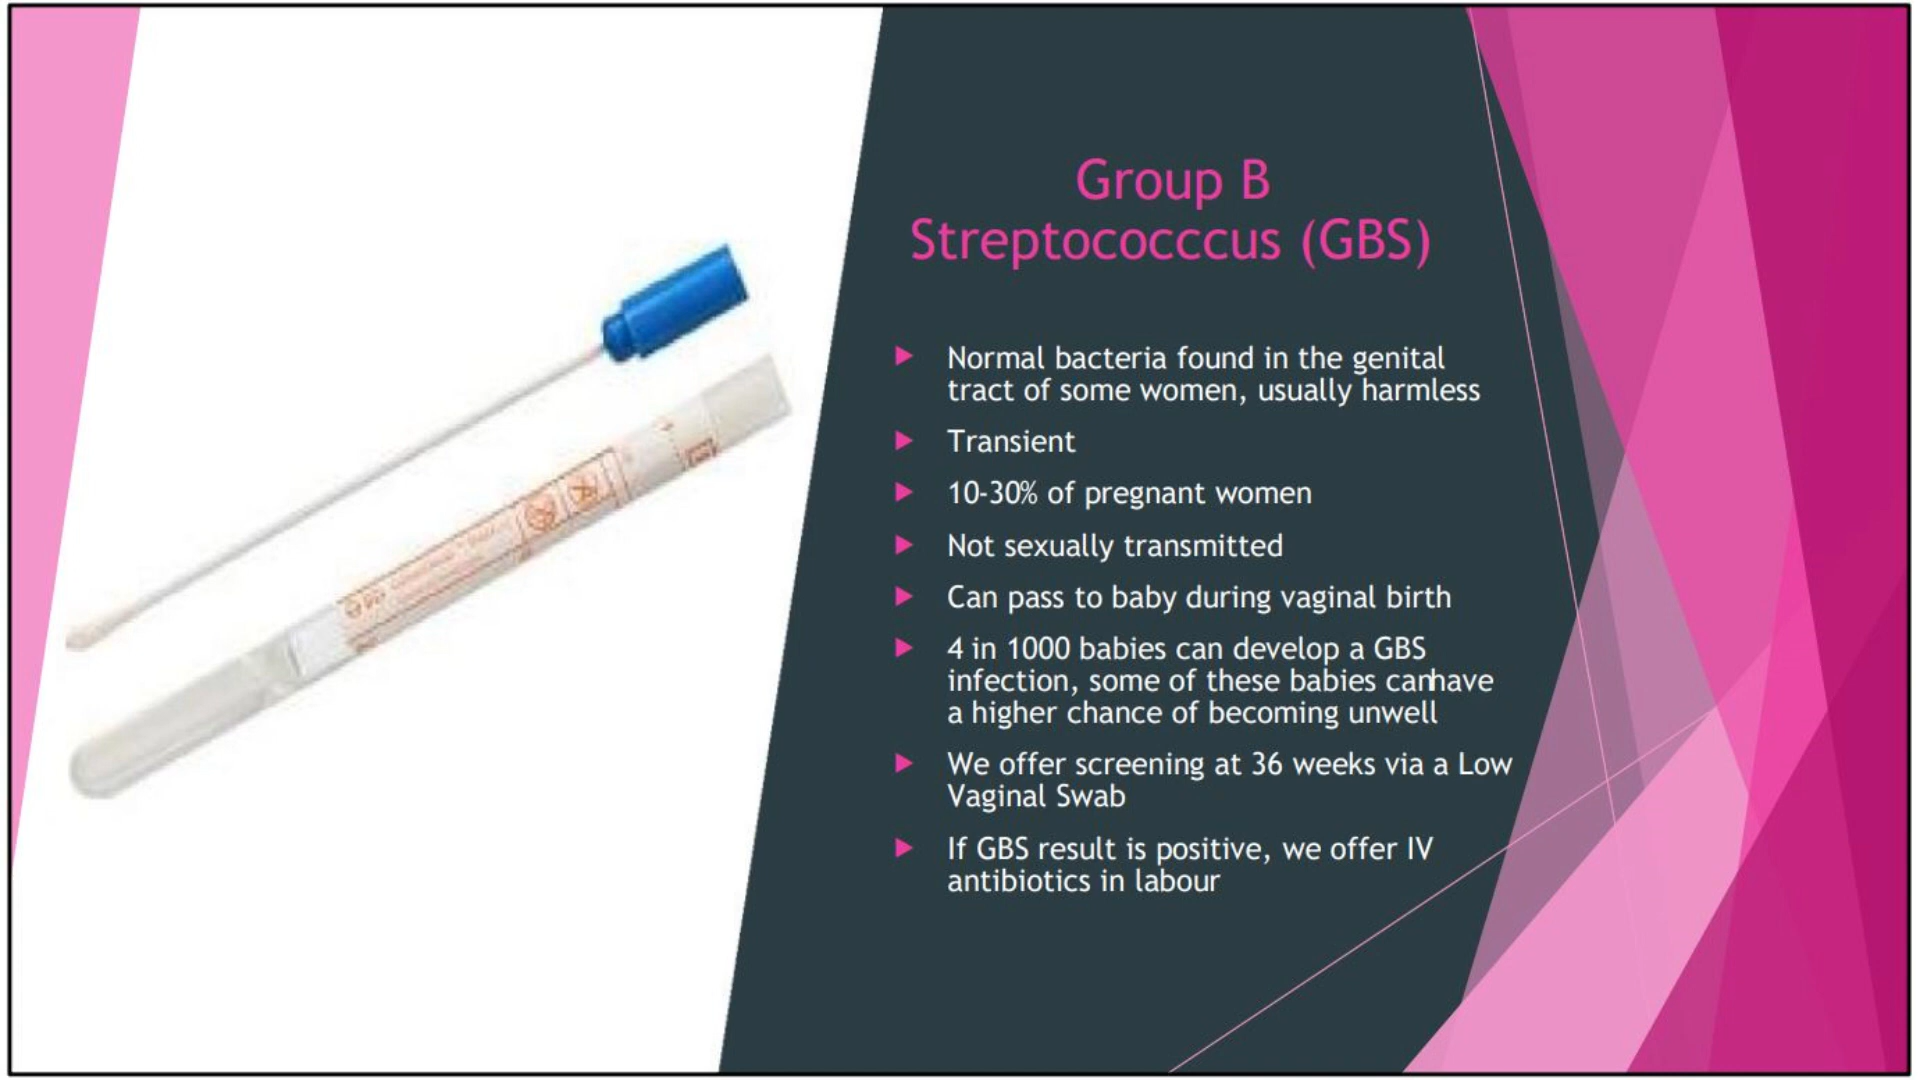 Group B
Streptococccus (GBS)
Normal bacteria found in the genital
tract of some women, usually harmless
Transient
10-30% of pregnant women
Not sexually transmitted
Can pass to baby during vaginal birth
4 in 1000 babies can develop a GBS
infection, some of these babies canhave
a higher chance of becoming unwell
We offer screening at 36 weeks via a Low
Vaginal Swab
If GBS result is positive, we offer IV
antibiotics in labour